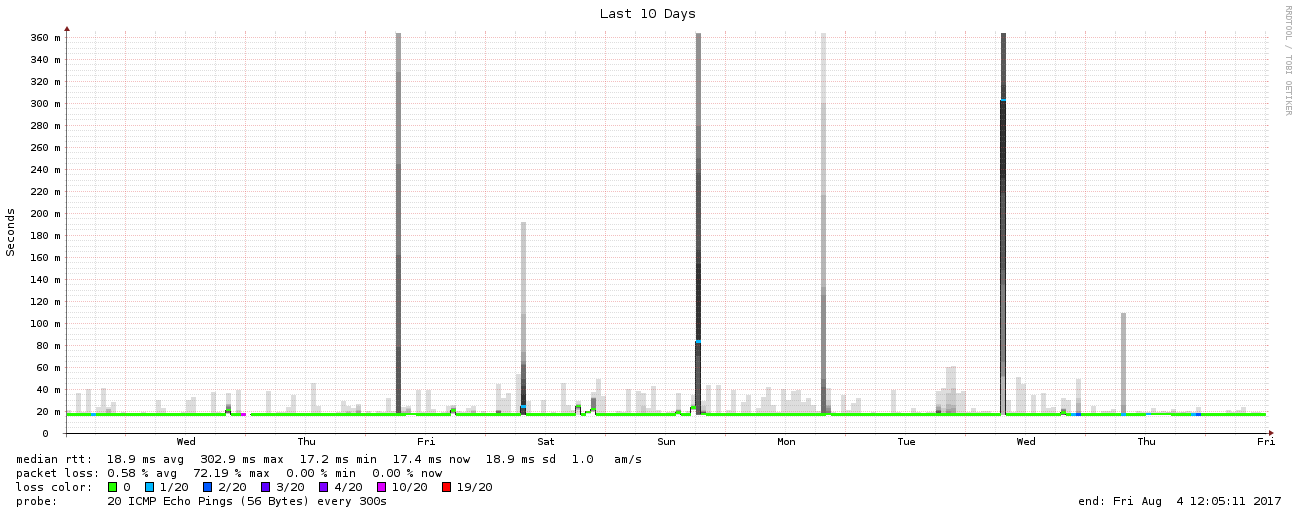 Last 10 Days
RRDTOOL / TOBI OETIKER
Seconds
360 m
340 m
320 m
300 m
280 m
260 m
240 m
220 m
200 m
180 m
160 m
140 m
120 m
100 m
80 m
60 m
40 m
20 m
0
Wed Thu Fri Sat Sun Mon Tue Wed Thu Fri
median rtt: 18.9 ms avg 302.9 ms max 17.2 ms min 17.4 ms now 18.9 ms sd 1.0 am/s
packet loss: 0.58 % avg 72.19 % max 0.00 % min 0.00 % now
loss color: 0 1/20 2/20 3/20 4/20 10/20 19/20
probe: 20 ICMP Echo Pings (56 Bytes) every 300s end: Fri Aug 4 12:05:11 2017